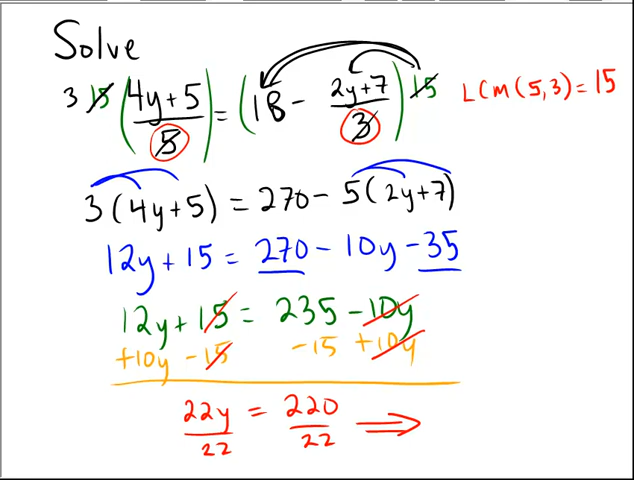 Solve
3 15 (4y+5/5) = (18 - 2y+7/3) 15 LCM(5,3) = 15
3(4y+5) = 270 - 5(2y+7)
12y + 15 = 270 - 10y - 35
12y + 15 = 235 - 10y
+10y - 15 - 15 + 10y
22y/22 = 220/22 ⟹